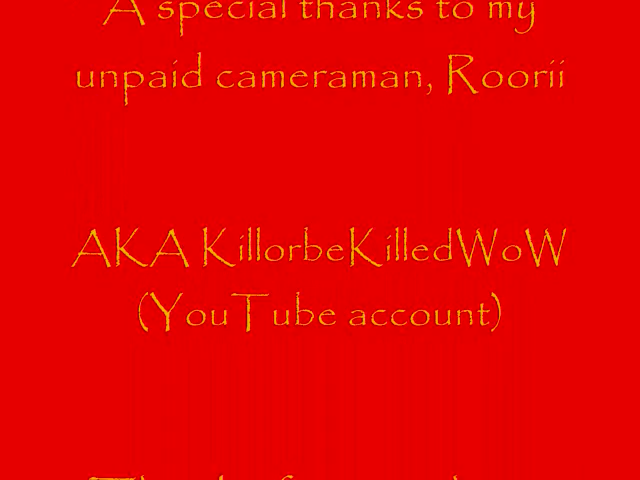 A special thanks to my
unpaid cameraman, Roorii
AKA KillorbeKilledWoW
(YouTube account)